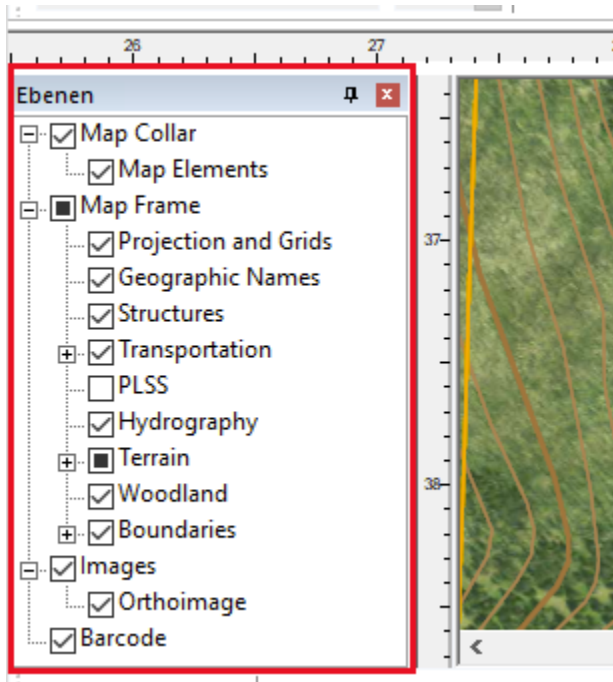 26 27
Ebenen
Map Collar
Map Elements
Map Frame
Projection and Grids
37
Geographic Names
Structures
Transportation
PLSS
Hydrography
Terrain
38
Woodland
Boundaries
Images
Orthoimage
Barcode